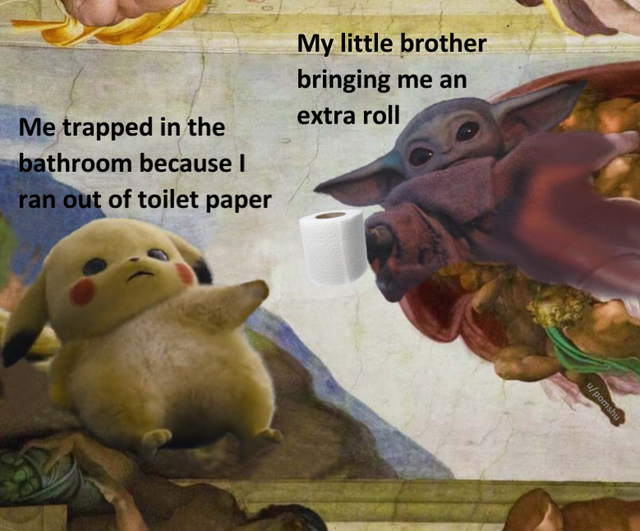 My little brother
bringing me an
extra roll
Me trapped in the
bathroom because I
ran out of toilet paper
u/pomshu